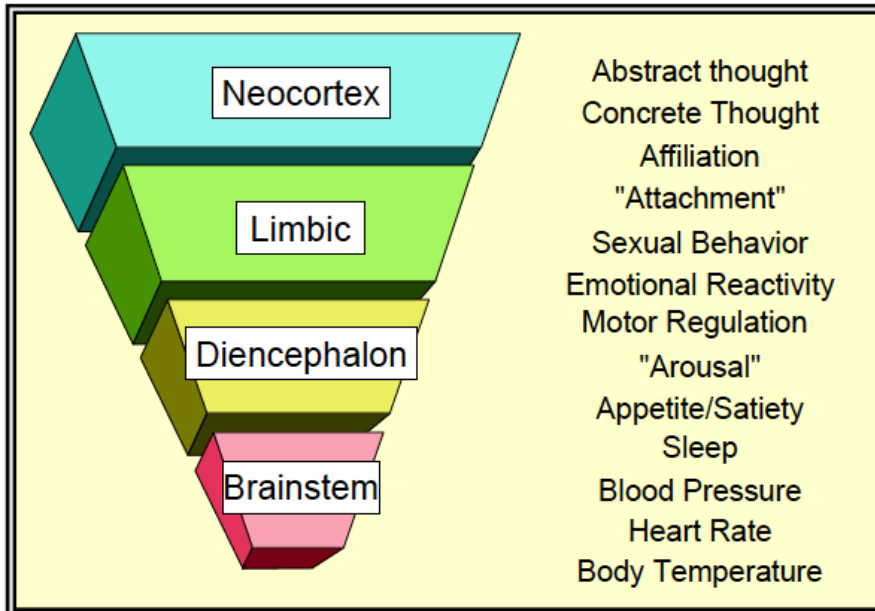 Neocortex
Limbic
Diencephalon
Brainstem
Abstract thought
Concrete Thought
Affiliation
"Attachment"
Sexual Behavior
Emotional Reactivity
Motor Regulation
"Arousal"
Appetite/Satiety
Sleep
Blood Pressure
Heart Rate
Body Temperature